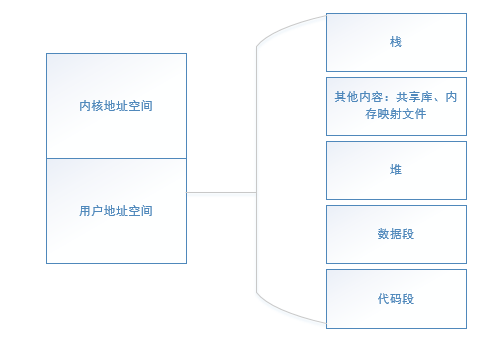 内核地址空间
用户地址空间
栈
其他内容：共享库、内
存映射文件
堆
数据段
代码段